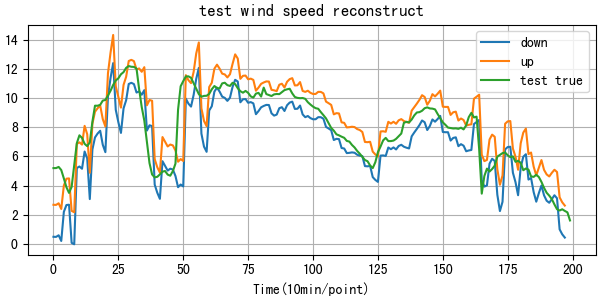 test wind speed reconstruct
down
up
test true
14
12
10
8
6
4
2
0
0 25 50 75 100 125 150 175 200
Time(10min/point)